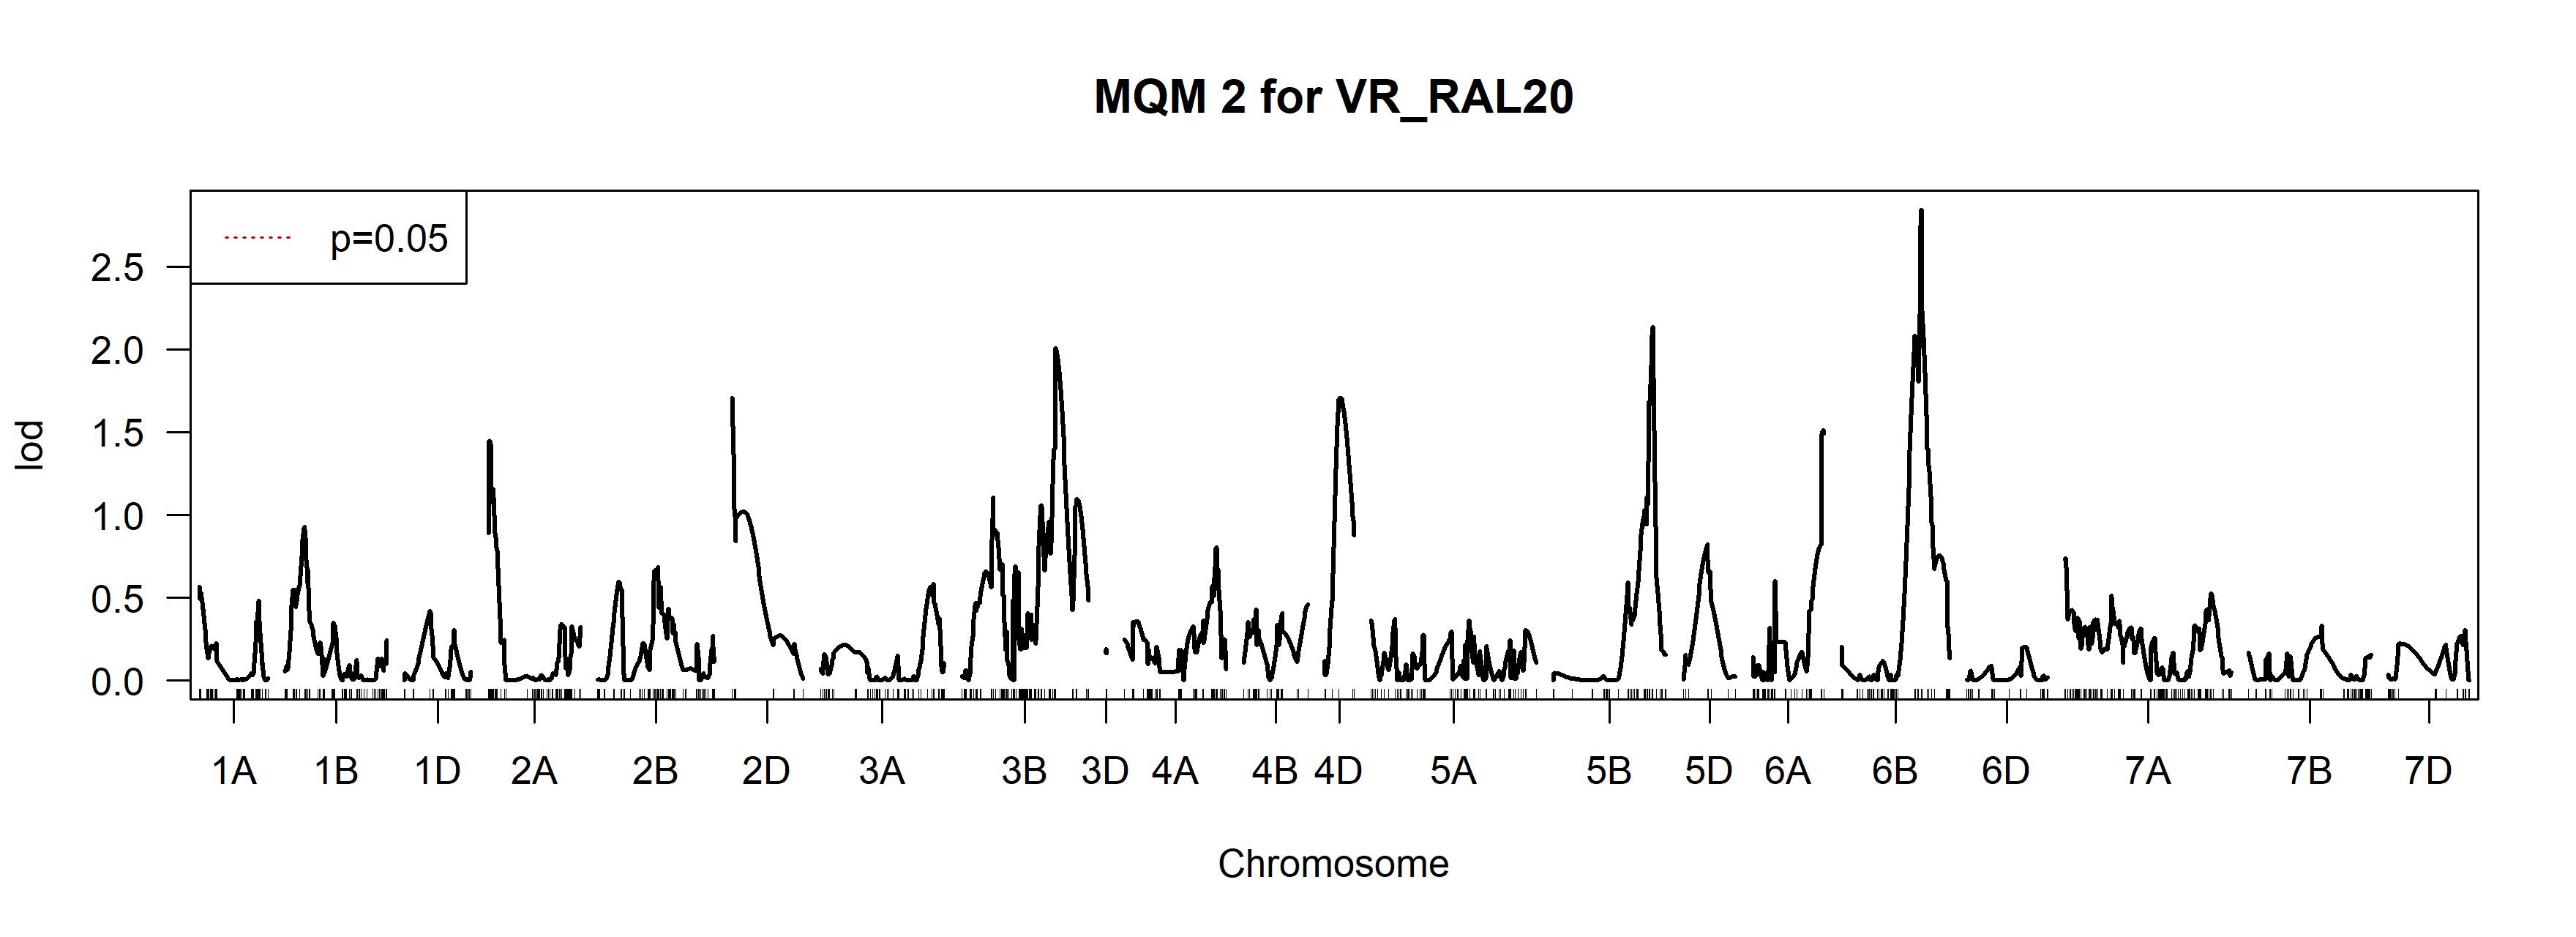 MQM 2 for VR_RAL20
p=0.05
2.5
2.0
1.5
1.0
0.5
0.0
lod
1A 1B 1D 2A 2B 2D 3A 3B 3D 4A 4B 4D 5A 5B 5D 6A 6B 6D 7A 7B 7D
Chromosome